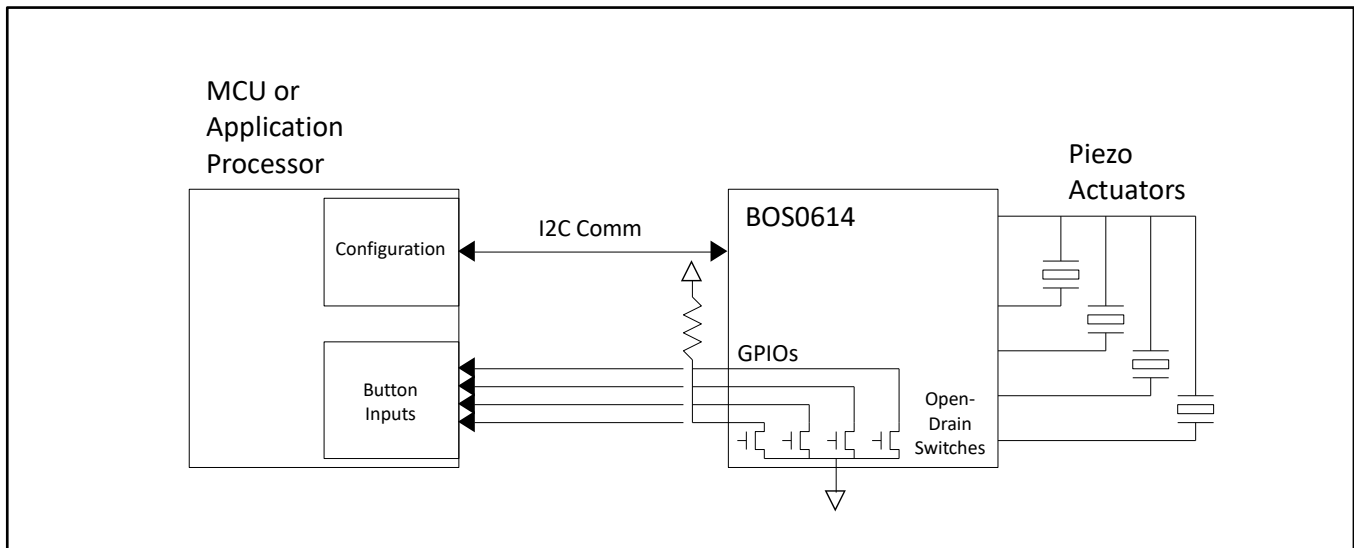 MCU or
Application
Processor
Configuration
I2C Comm
BOS0614
Piezo
Actuators
GPIOs
Button
Inputs
Open-
Drain
Switches